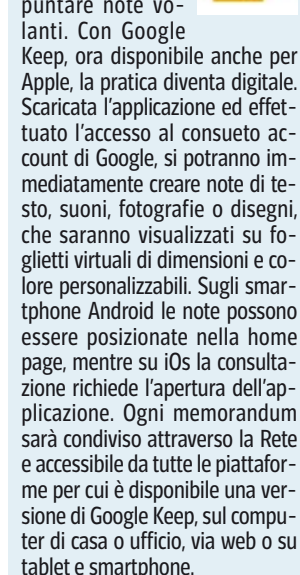 puntare note vo-
lanti. Con Google
Keep, ora disponibile anche per
Apple, la pratica diventa digitale.
Scaricata l'applicazione ed effet-
tuato l'accesso al consueto ac-
count di Google, si potranno im-
mediatamente creare note di te-
sto, suoni, fotografie o disegni,
che saranno visualizzati su fo-
glietti virtuali di dimensioni e co-
lore personalizzabili. Sugli smar-
tphone Android le note possono
essere posizionate nella home
page, mentre su iOs la consulta-
zione richiede l'apertura dell'ap-
plicazione. Ogni memorandum
sarà condiviso attraverso la Rete
e accessibile da tutte le piattafor-
me per cui è disponibile una ver-
sione di Google Keep, sul compu-
ter di casa o ufficio, via web o su
tablet e smartphone.